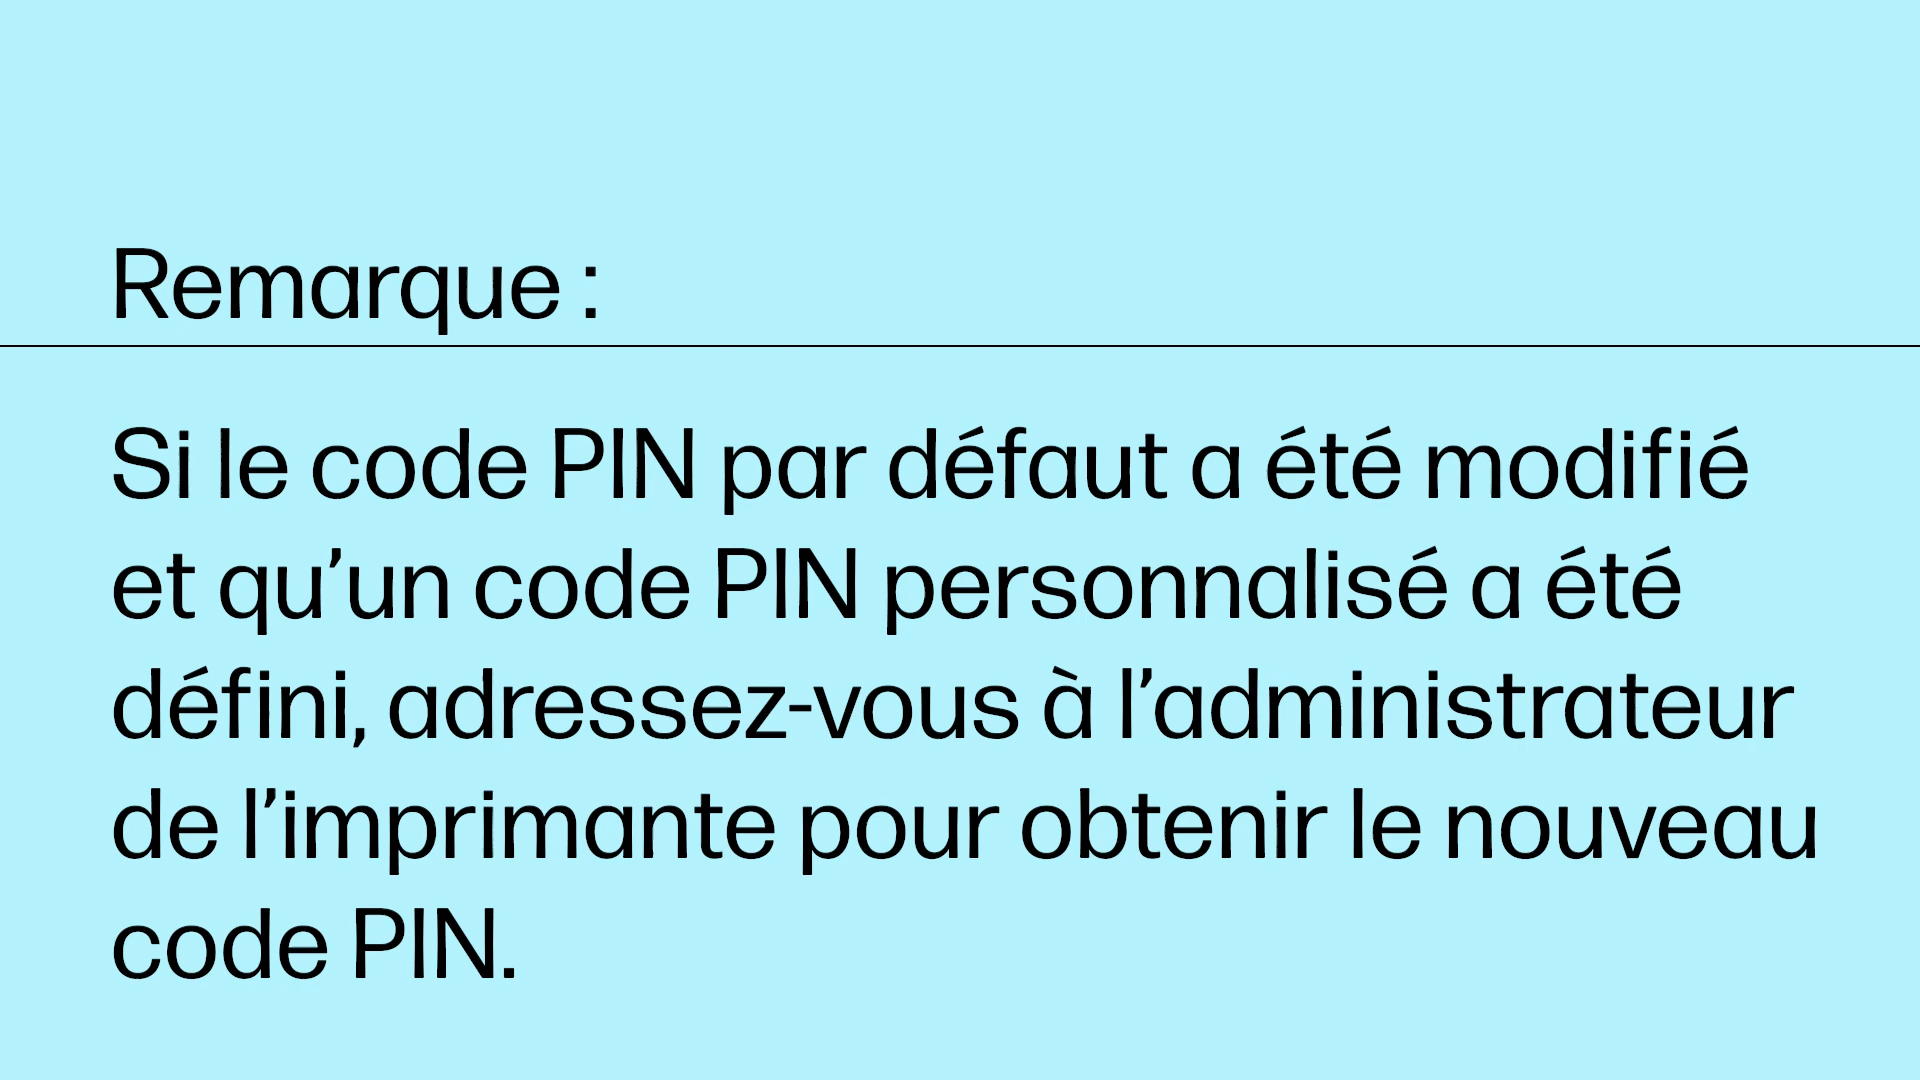 Remarque :
Si le code PIN par défaut a été modifié
et qu’un code PIN personnalisé a été
défini, adressez-vous à l’administrateur
de l’imprimante pour obtenir le nouveau
code PIN.